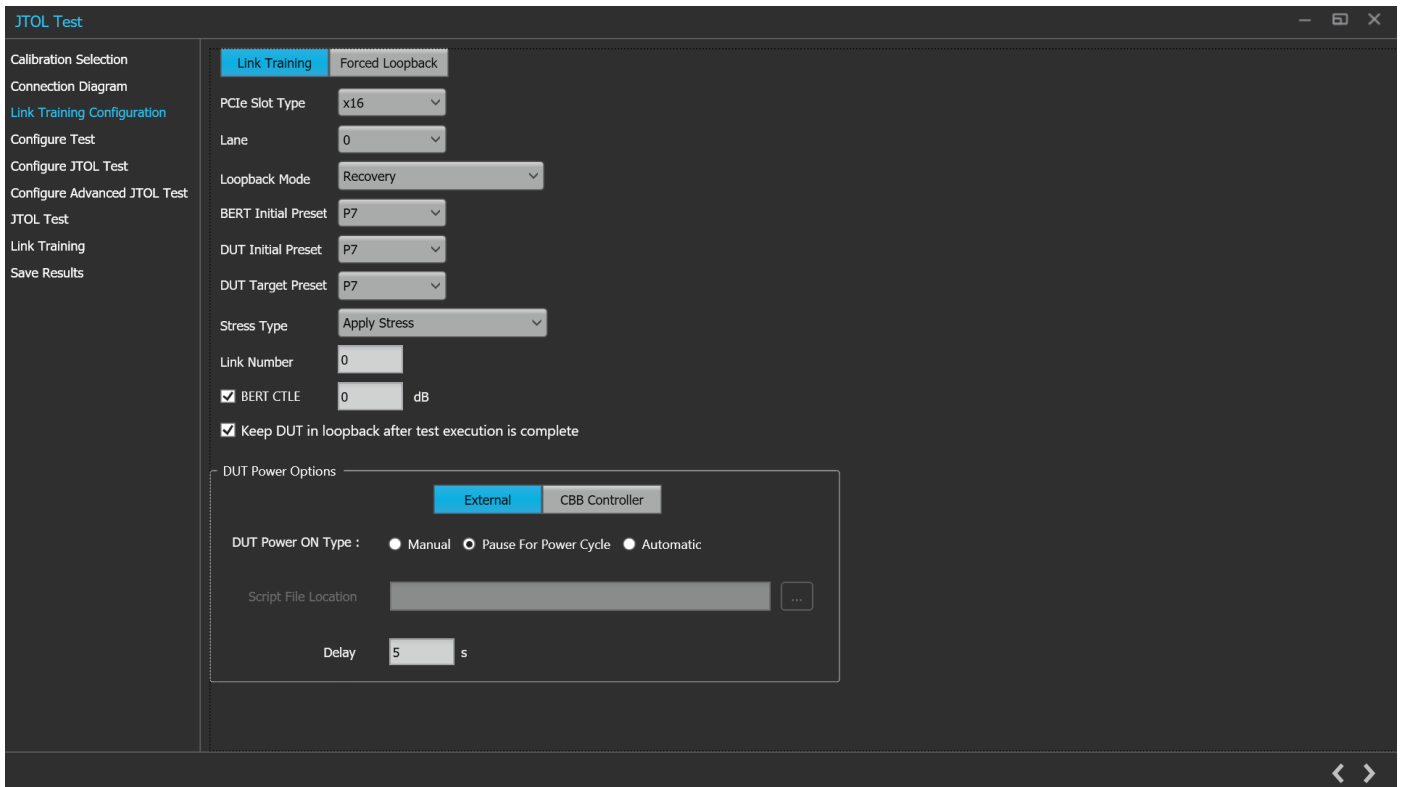 JTOL Test
Calibration Selection
Connection Diagram
Link Training Configuration
Configure Test
Configure JTOL Test
Configure Advanced JTOL Test
JTOL Test
Link Training
Save Results
Link Training Forced Loopback
PCIe Slot Type x16
Lane 0
Loopback Mode Recovery
BERT Initial Preset P7
DUT Initial Preset P7
DUT Target Preset P7
Stress Type Apply Stress
Link Number 0
BERT CTLE 0 dB
Keep DUT in loopback after test execution is complete
DUT Power Options
External CBB Controller
DUT Power ON Type : Manual Pause For Power Cycle Automatic
Script File Location ...
Delay 5 s